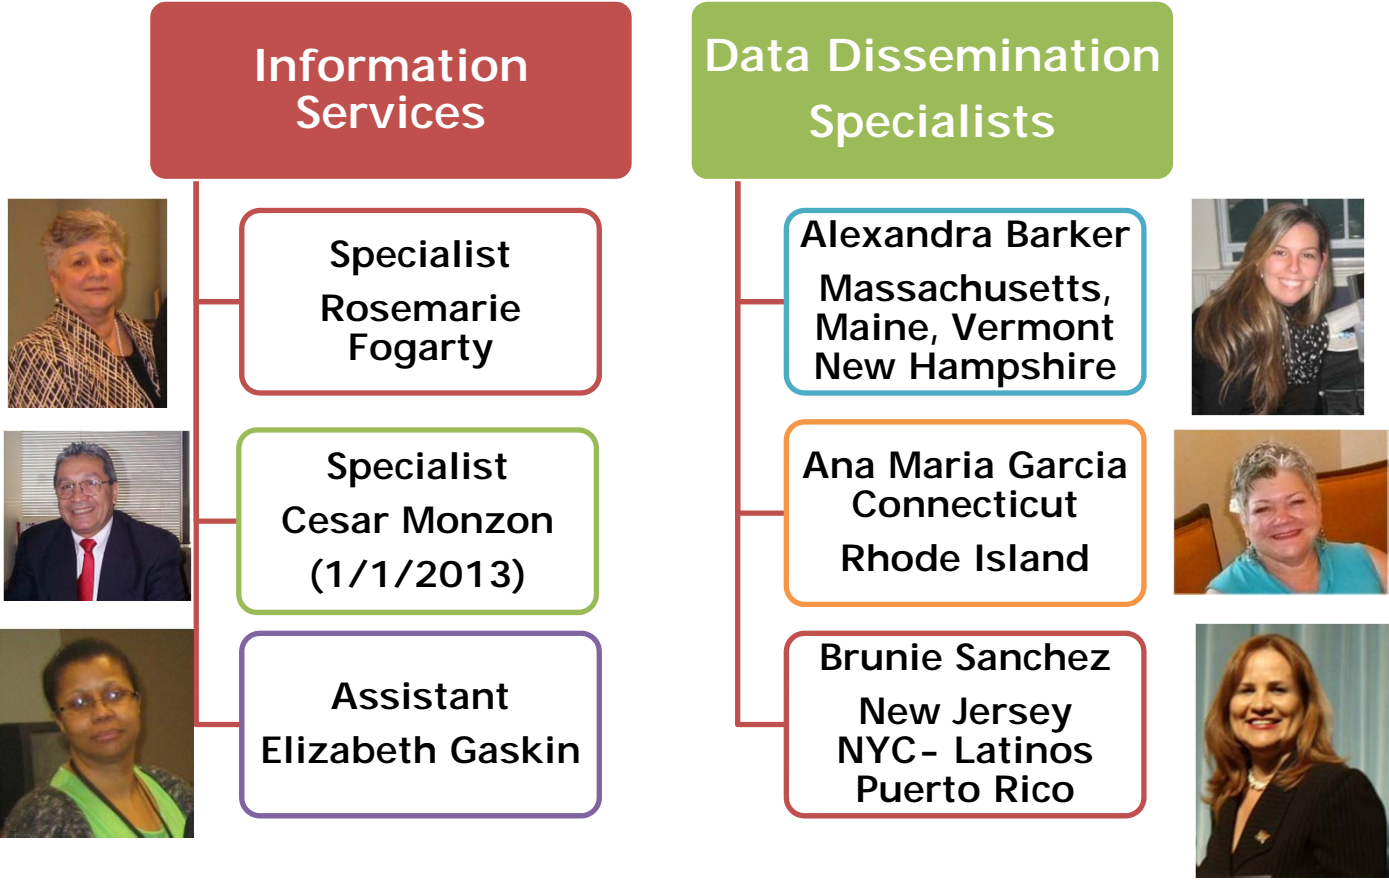 Information
Services
Specialist
Rosemarie
Fogarty
Specialist
Cesar Monzon
(1/1/2013)
Assistant
Elizabeth Gaskin
Data Dissemination
Specialists
Alexandra Barker
Massachusetts,
Maine, Vermont
New Hampshire
Ana Maria Garcia
Connecticut
Rhode Island
Brunie Sanchez
New Jersey
NYC- Latinos
Puerto Rico